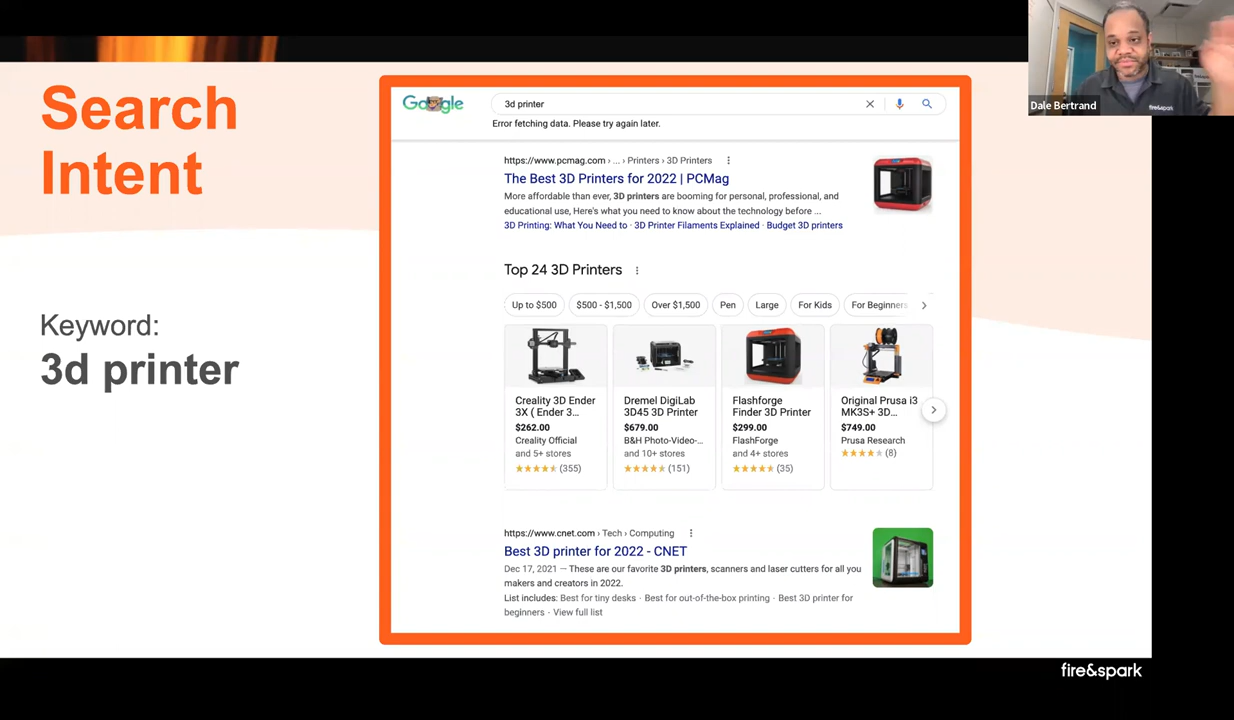 Search
Intent
Keyword:
3d printer
Google
3d printer
Error fetching data. Please try again later.
https://www.pcmag.com › ... › Printers › 3D Printers
The Best 3D Printers for 2022 | PCMag
More affordable than ever, 3D printers are booming for personal, professional, and
educational use, Here's what you need to know about the technology before ...
3D Printing: What You Need to · 3D Printer Filaments Explained · Budget 3D printers
Top 24 3D Printers
Up to $500 $500 - $1,500 Over $1,500 Pen Large For Kids For Beginners
Creality 3D Ender
3X ( Ender 3...
$262.00
Creality Official
and 5+ stores
(355)
Dremel DigiLab
3D45 3D Printer
$679.00
B&H Photo-Video-...
and 10+ stores
(151)
Flashforge
Finder 3D Printer
$299.00
FlashForge
and 4+ stores
(35)
Original Prusa i3
MK3S+ 3D...
$749.00
Prusa Research
(8)
https://www.cnet.com › Tech › Computing
Best 3D printer for 2022 - CNET
Dec 17, 2021 — These are our favorite 3D printers, scanners and laser cutters for all you
makers and creators in 2022.
List includes: Best for tiny desks · Best for out-of-the-box printing · Best 3D printer for
beginners · View full list
Dale Bertrand
fire&spark
fire&spark